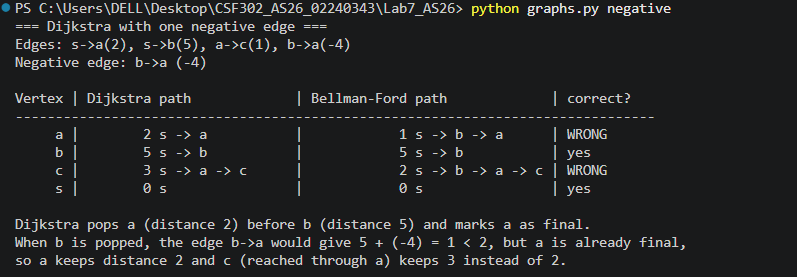 PS C:\Users\DELL\Desktop\CSF302_AS26_02240343\Lab7_AS26> python graphs.py negative
=== Dijkstra with one negative edge ===
Edges: s->a(2), s->b(5), a->c(1), b->a(-4)
Negative edge: b->a (-4)

Vertex | Dijkstra path              | Bellman-Ford path            | correct?
--------------------------------------------------------------------------------
     a |        2 s -> a            |            1 s -> b -> a     | WRONG
     b |        5 s -> b            |            5 s -> b          | yes
     c |        3 s -> a -> c       |            2 s -> b -> a -> c | WRONG
     s |        0 s                 |            0 s               | yes

Dijkstra pops a (distance 2) before b (distance 5) and marks a as final.
When b is popped, the edge b->a would give 5 + (-4) = 1 < 2, but a is already final,
so a keeps distance 2 and c (reached through a) keeps 3 instead of 2.